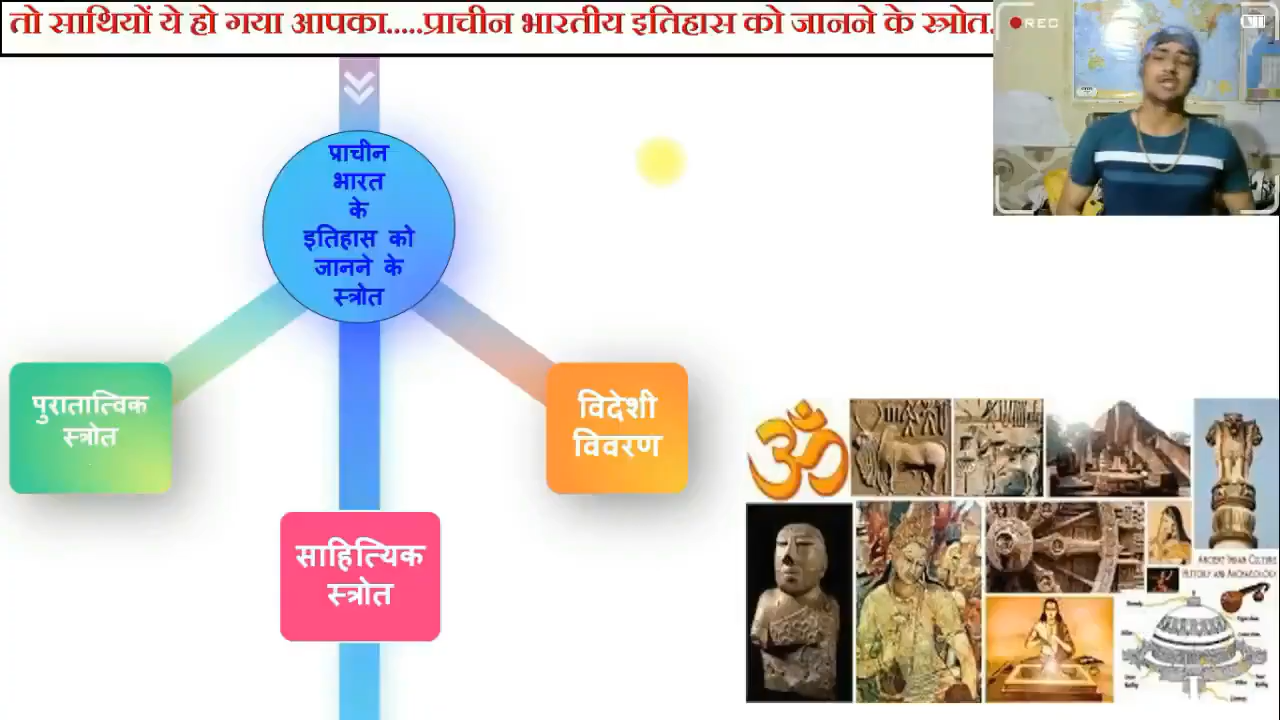 तो साथियों ये हो गया आपका.....प्राचीन भारतीय इतिहास को जानने के स्त्रोत.
REC
प्राचीन
भारत
के
इतिहास को
जानने के
स्त्रोत
पुरातात्विक
स्त्रोत
विदेशी
विवरण
साहित्यिक
स्त्रोत
ॐ
ANCIENT INDIAN CULTURE
HISTORY AND ARCHAEOLOGY